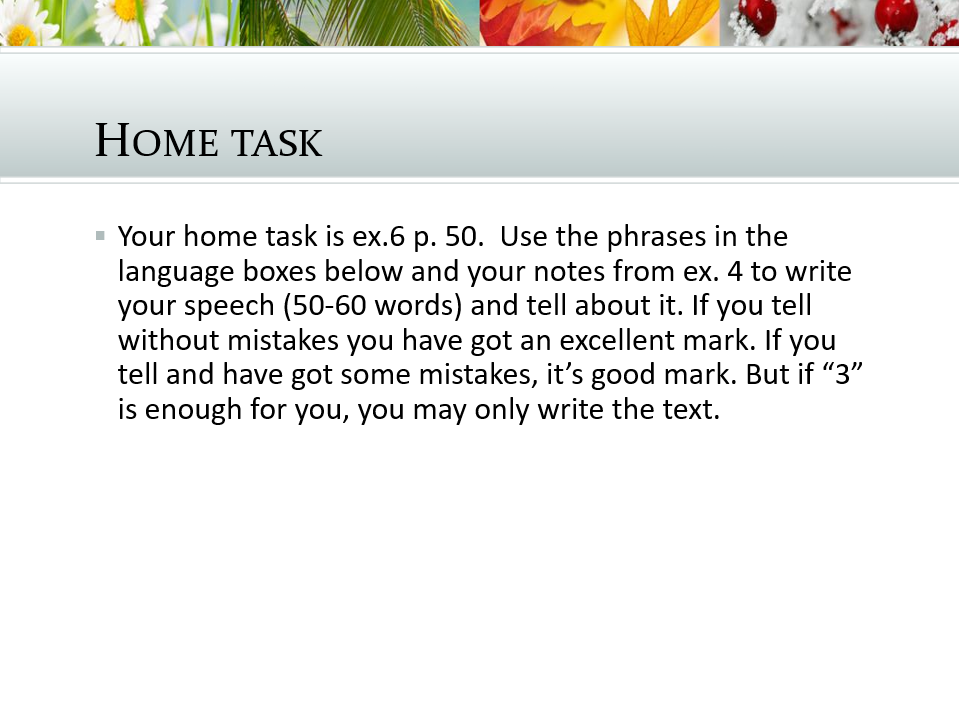 Home task
Your home task is ex.6 p. 50.  Use the phrases in the
language boxes below and your notes from ex. 4 to write
your speech (50-60 words) and tell about it. If you tell
without mistakes you have got an excellent mark. If you
tell and have got some mistakes, it’s good mark. But if “3”
is enough for you, you may only write the text.